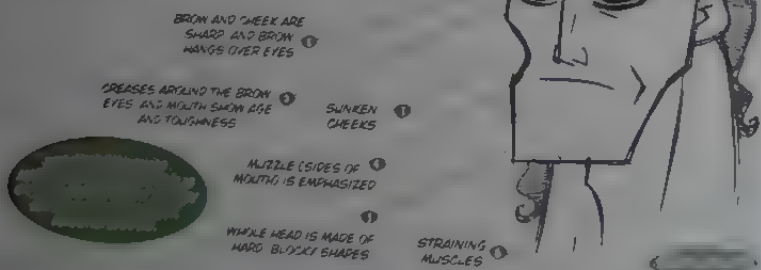 BROW AND CHEEK ARE
SHARP AND BROW
HANGS OVER EYES
CREASES AROUND THE BROW
EYES AND MOUTH SHOW AGE
AND TOUGHNESS
SUNKEN
CHEEKS
MUZZLE (SIDES OF
MOUTH) IS EMPHASIZED
WHOLE HEAD IS MADE OF
HARD BLOCKY SHAPES
STRAINING
MUSCLES